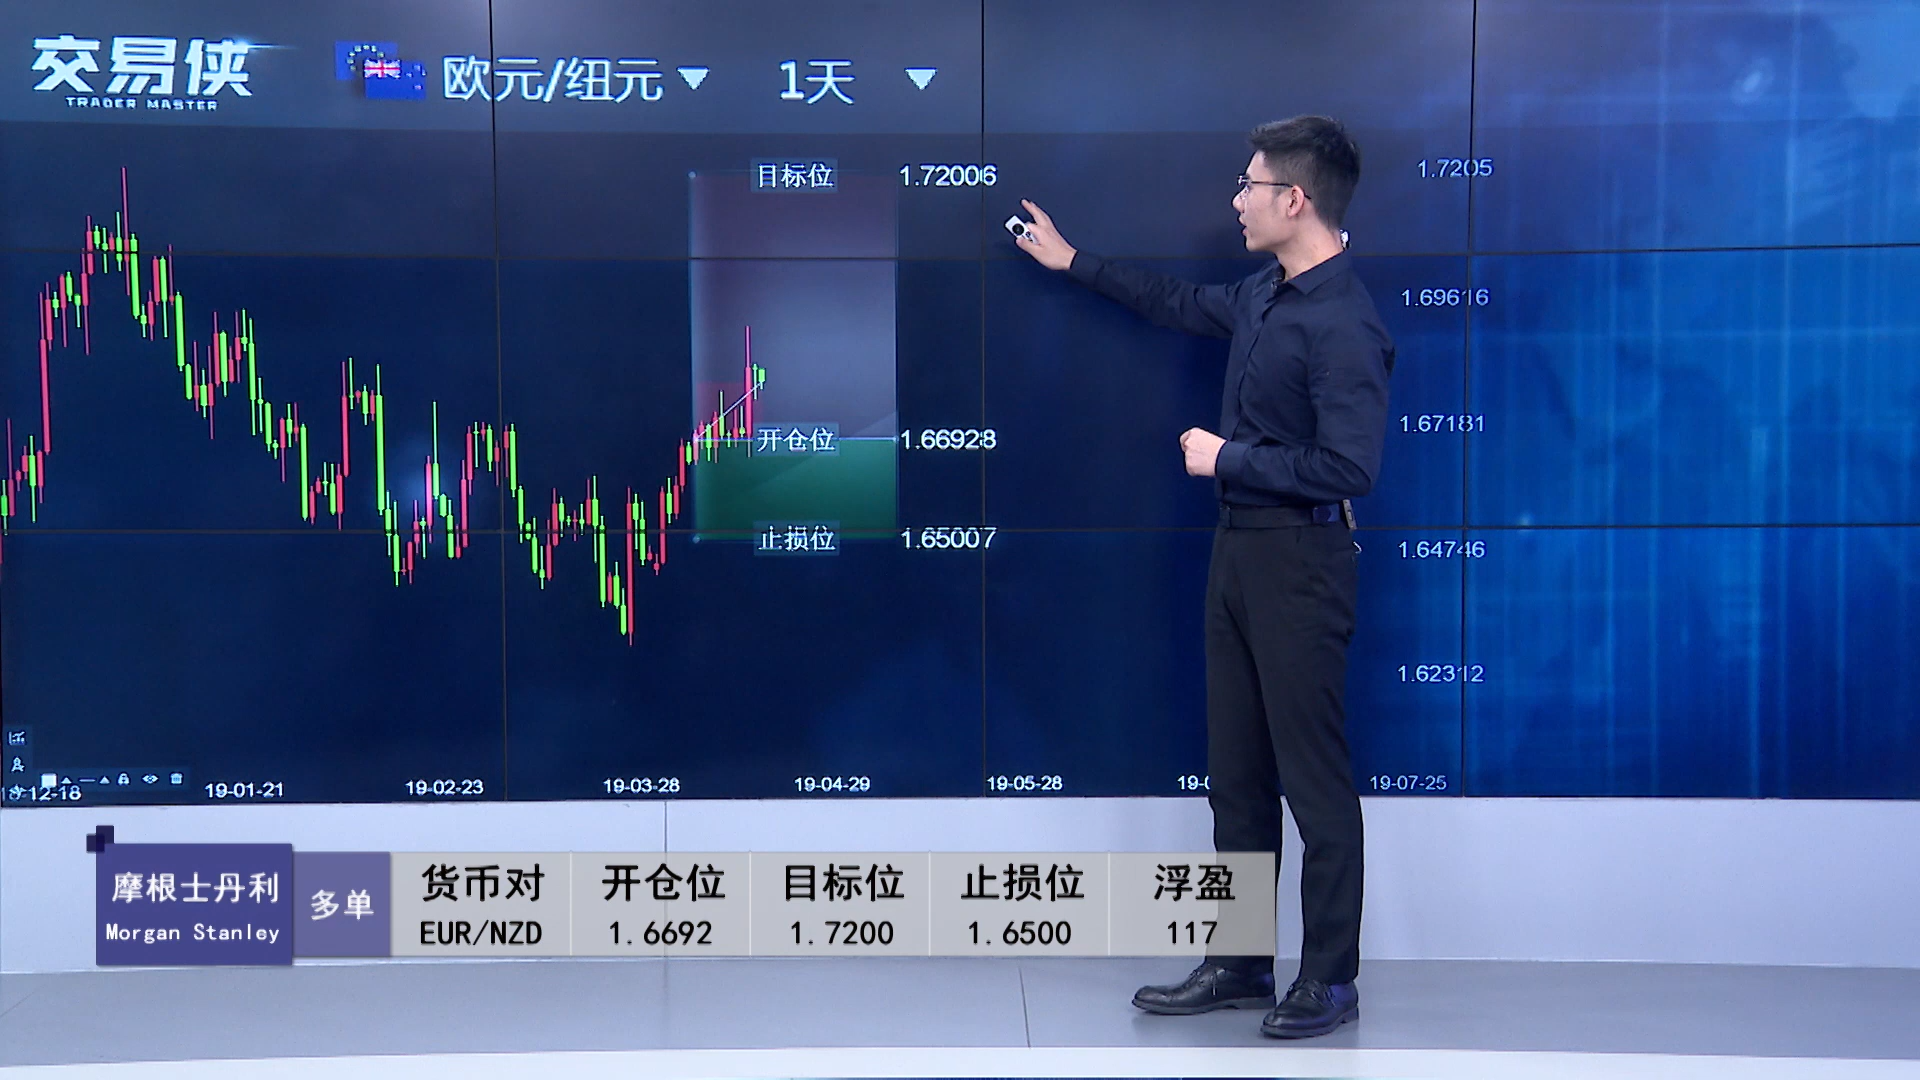 交易侠
TRADER MASTER
欧元/纽元
1天
目标位 1.72006
开仓位 1.66928
止损位 1.65007
1.7205
1.69616
1.67181
1.64746
1.62312
12-18
19-01-21
19-02-23
19-03-28
19-04-29
19-05-28
19-0
19-07-25
摩根士丹利
Morgan Stanley
多单
货币对 开仓位 目标位 止损位 浮盈
EUR/NZD 1.6692 1.7200 1.6500 117